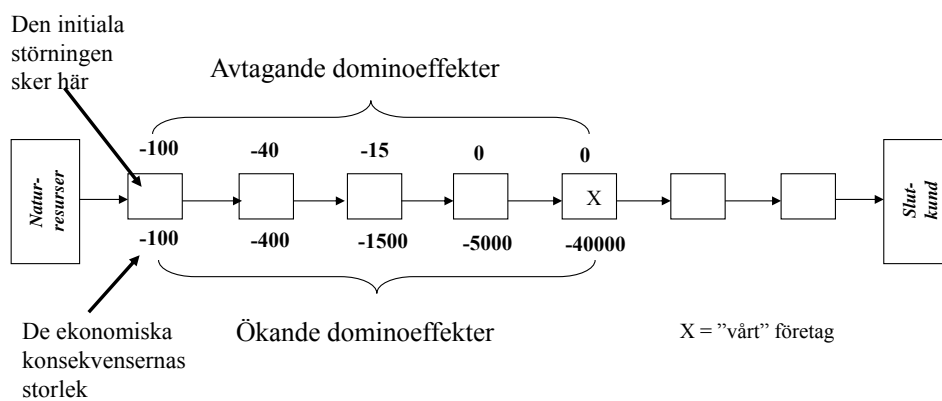 Den initiala
störningen
sker här
Avtagande dominoeffekter
-100 -40 -15 0 0
Natur-
resurser
X
Slut-
kund
-100 -400 -1500 -5000 -40000
Ökande dominoeffekter
De ekonomiska
konsekvensernas
storlek
X = ”vårt” företag